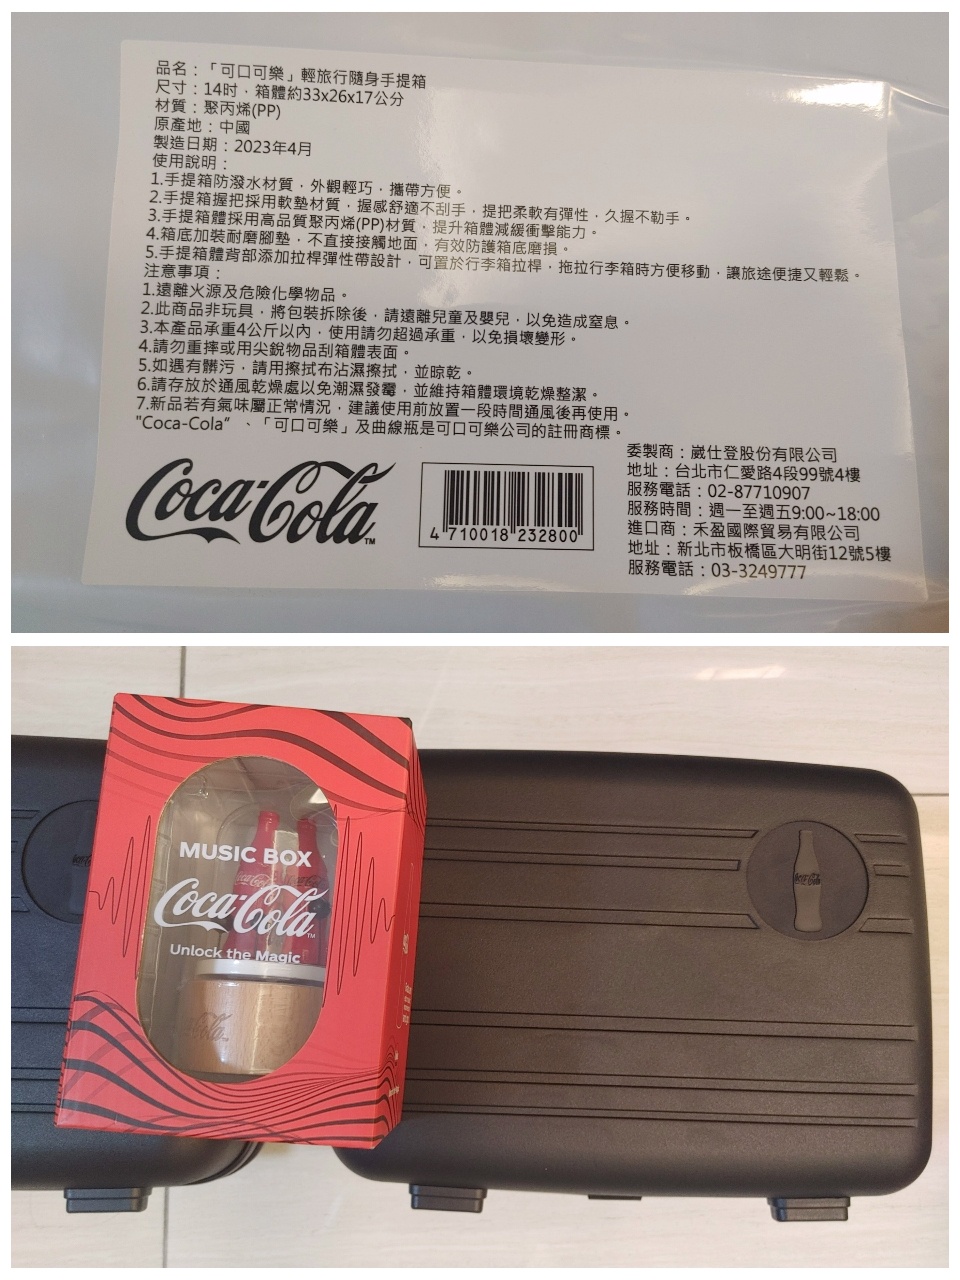 品名：「可口可樂」輕旅行隨身手提箱
尺寸：14吋，箱體約33x26x17公分
材質：聚丙烯(PP)
原產地：中國
製造日期：2023年4月
使用說明：
1.手提箱防潑水材質，外觀輕巧，攜帶方便。
2.手提箱握把採用軟墊材質，握感舒適不刮手，提把柔軟有彈性，久握不勒手。
3.手提箱體採用高品質聚丙烯(PP)材質，提升箱體減緩衝擊能力。
4.箱底加裝耐磨腳墊，不直接接觸地面，有效防護箱底磨損。
5.手提箱體背部添加拉桿彈性帶設計，可置於行李箱拉桿，拖拉行李箱時方便移動，讓旅途便捷又輕鬆。
注意事項：
1.遠離火源及危險化學物品。
2.此商品非玩具，將包裝拆除後，請遠離兒童及嬰兒，以免造成窒息。
3.本產品承重4公斤以內，使用請勿超過承重，以免損壞變形。
4.請勿重摔或用尖銳物品刮箱體表面。
5.如遇有髒污，請用擦拭布沾濕擦拭，並晾乾。
6.請存放於通風乾燥處以免潮濕發霉，並維持箱體環境乾燥整潔。
7.新品若有氣味屬正常情況，建議使用前放置一段時間通風後再使用。
"Coca-Cola“、「可口可樂」及曲線瓶是可口可樂公司的註冊商標。
Coca-Cola™
4 710018 232800
委製商：崴仕登股份有限公司
地址：台北市仁愛路4段99號4樓
服務電話：02-87710907
服務時間：週一至週五9:00~18:00
進口商：禾盈國際貿易有限公司
地址：新北市板橋區大明街12號5樓
服務電話：03-3249777
MUSIC BOX
Coca-Cola™
Unlock the Magic
Coca-Cola